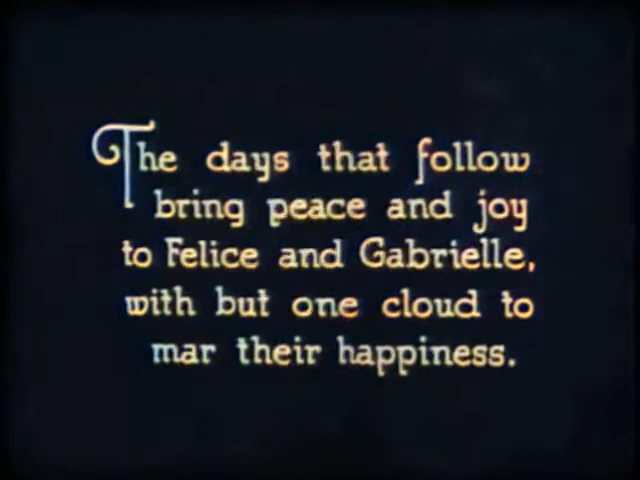 The days that follow
bring peace and joy
to Felice and Gabrielle,
with but one cloud to
mar their happiness.